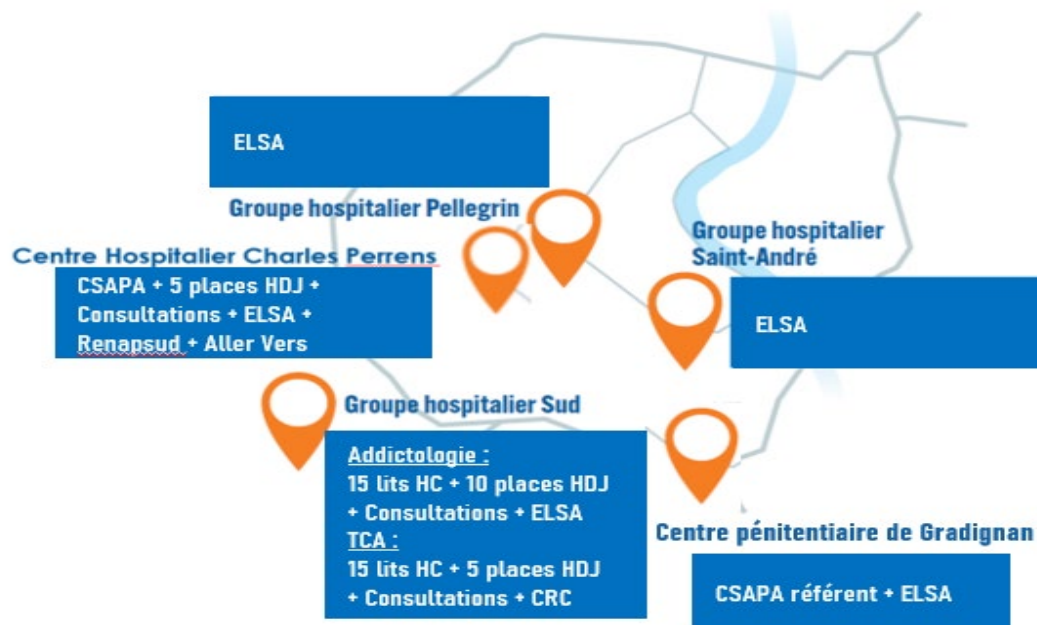 ELSA
Groupe hospitalier Pellegrin
Centre Hospitalier Charles Perrens
CSAPA + 5 places HDJ +
Consultations + ELSA +
Renapsud + Aller Vers
Groupe hospitalier
Saint-André
ELSA
Groupe hospitalier Sud
Addictologie :
15 lits HC + 10 places HDJ
+ Consultations + ELSA
TCA :
15 lits HC + 5 places HDJ
+ Consultations + CRC
Centre pénitentiaire de Gradignan
CSAPA référent + ELSA